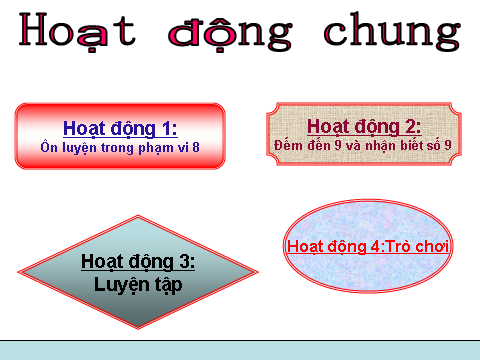 Hoạt động chung
Hoạt động 1:
Ôn luyện trong phạm vi 8
Hoạt động 2:
Đếm đến 9 và nhận biết số 9
Hoạt động 3:
Luyện tập
Hoạt động 4:Trò chơi